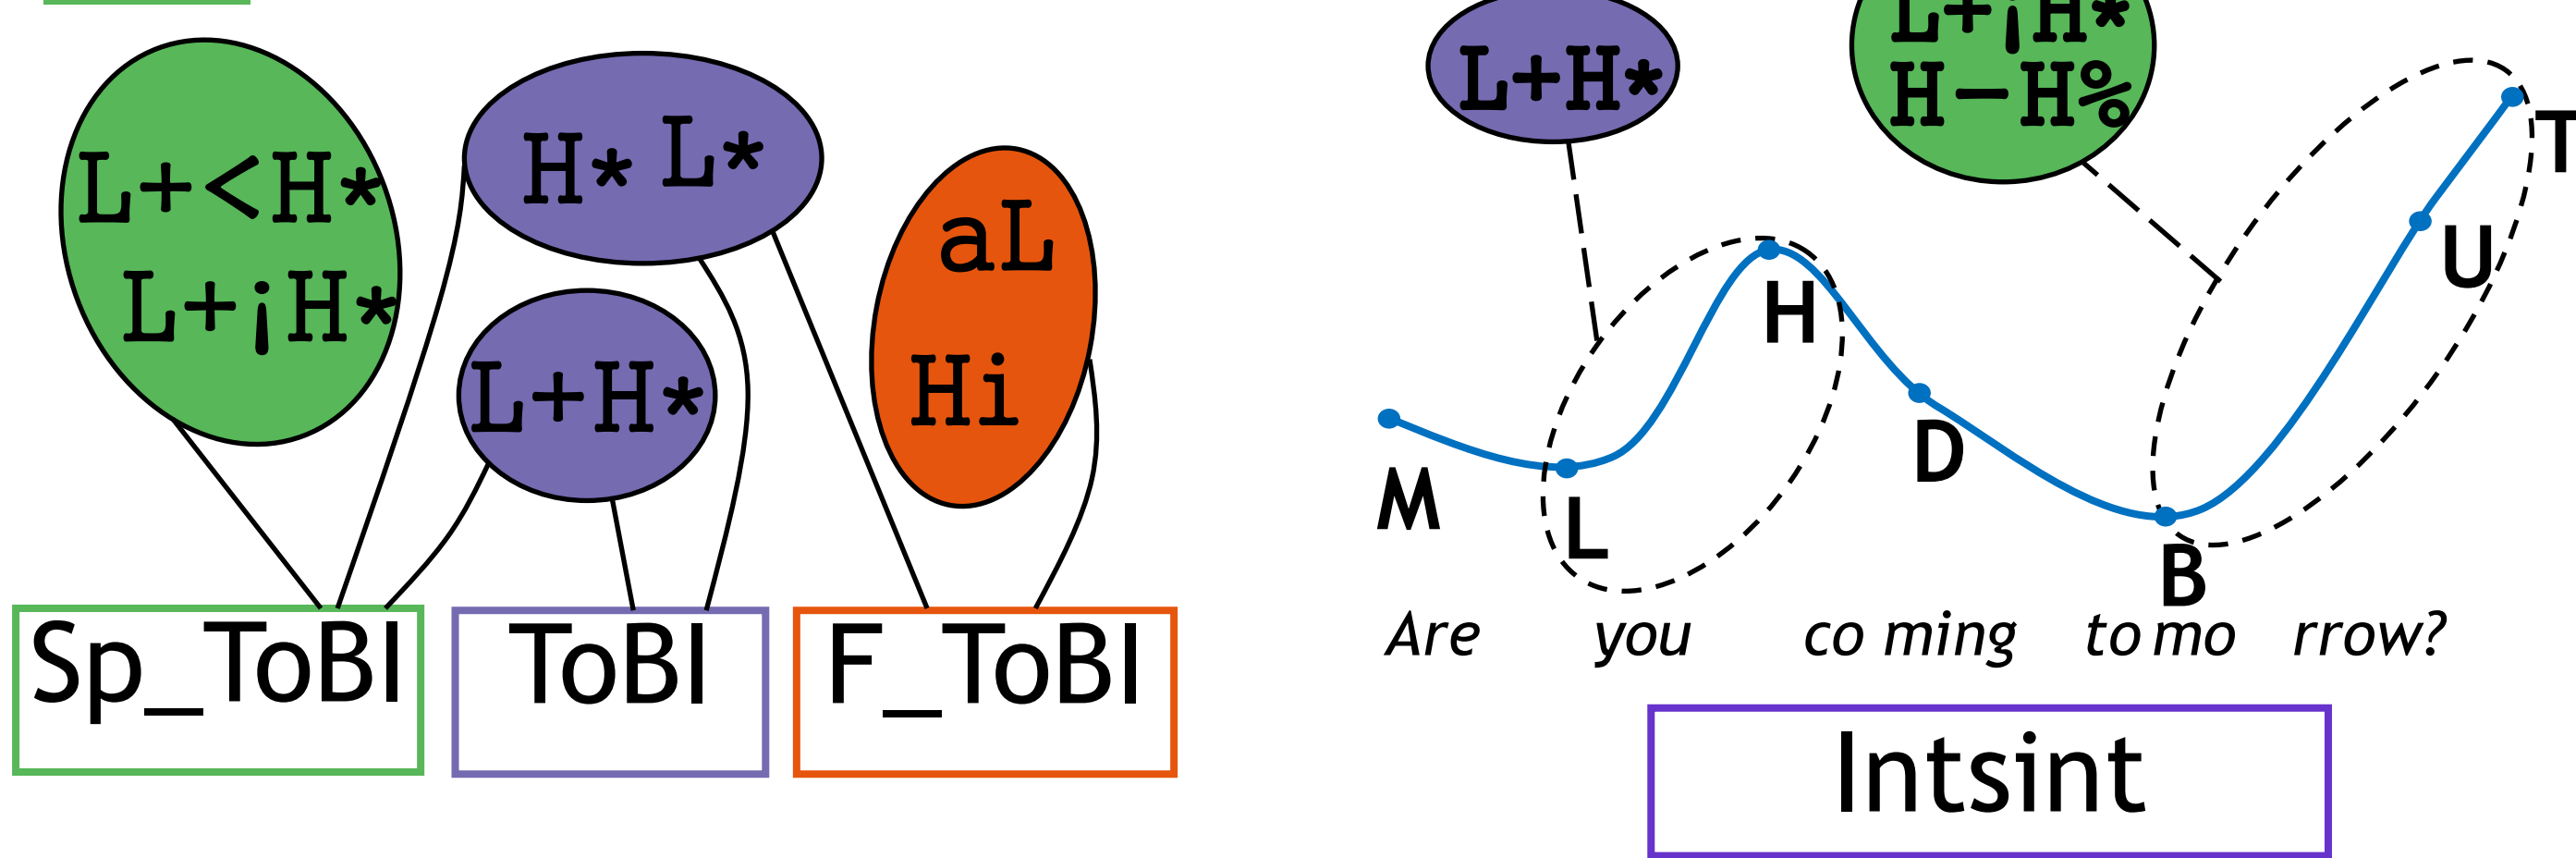 L+<H*
L+¡H*
H* L*
L+H*
aL
Hi
Sp_ToBI
ToBI
F_ToBI
L+H*
L+¡H*
H-H%
T
U
H
D
M
L
B
Are you co ming to mo rrow?
Intsint